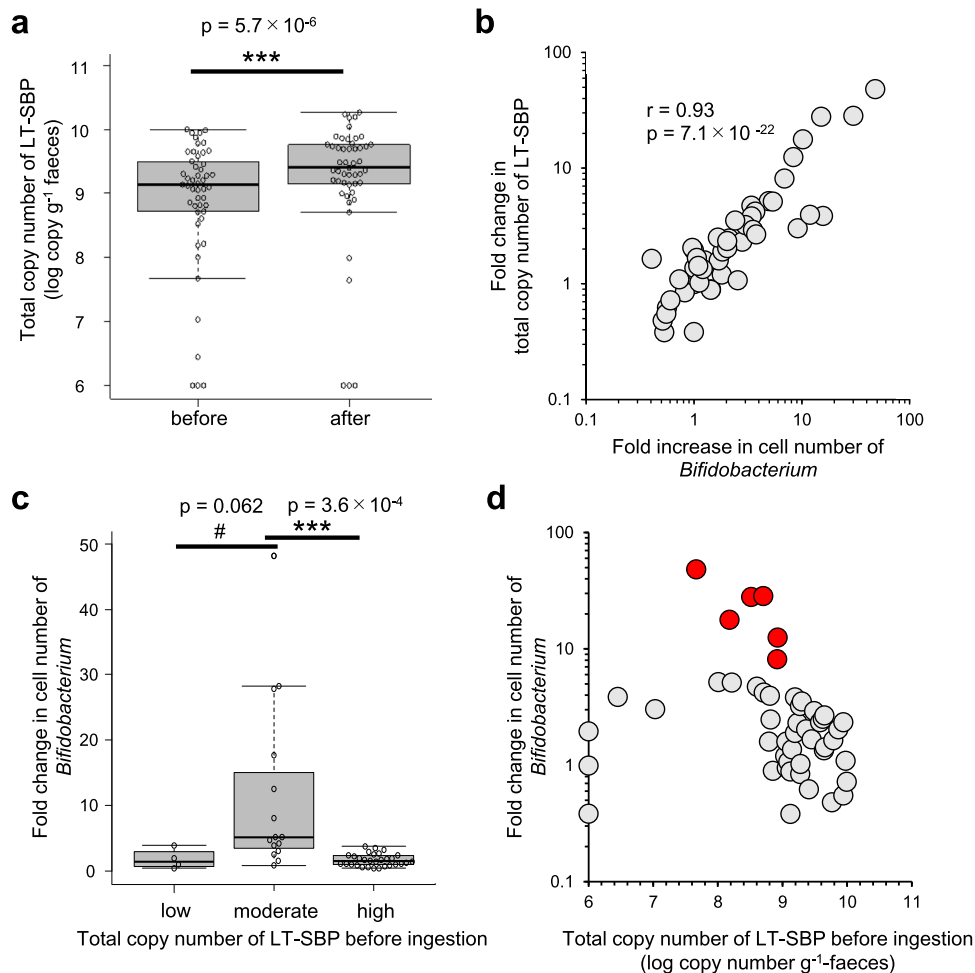 a
p = 5.7 × 10-6
***
Total copy number of LT-SBP
(log copy g-1 faeces)
11
10
9
8
7
6
before
after
b
100
10
1
0.1
r = 0.93
p = 7.1 × 10 -22
Fold change in
total copy number of LT-SBP
0.1
1
10
100
Fold increase in cell number of
Bifidobacterium
c
p = 0.062
p = 3.6 × 10-4
#
***
Fold change in cell number of
Bifidobacterium
50
40
30
20
10
0
low
moderate
high
Total copy number of LT-SBP before ingestion
d
Fold change in cell number of
Bifidobacterium
100
10
1
0.1
6
7
8
9
10
11
Total copy number of LT-SBP before ingestion
(log copy number g-1-faeces)